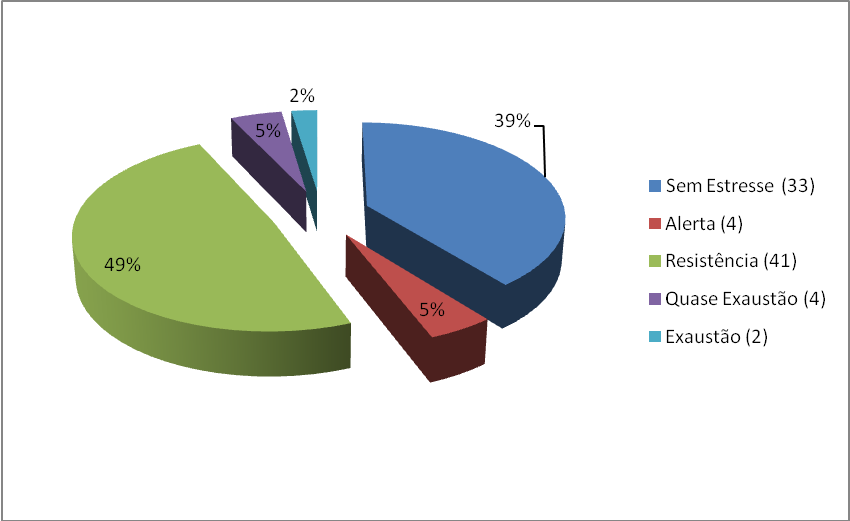 2%
39%
5%
49%
5%
Sem Estresse (33)
Alerta (4)
Resistência (41)
Quase Exaustão (4)
Exaustão (2)